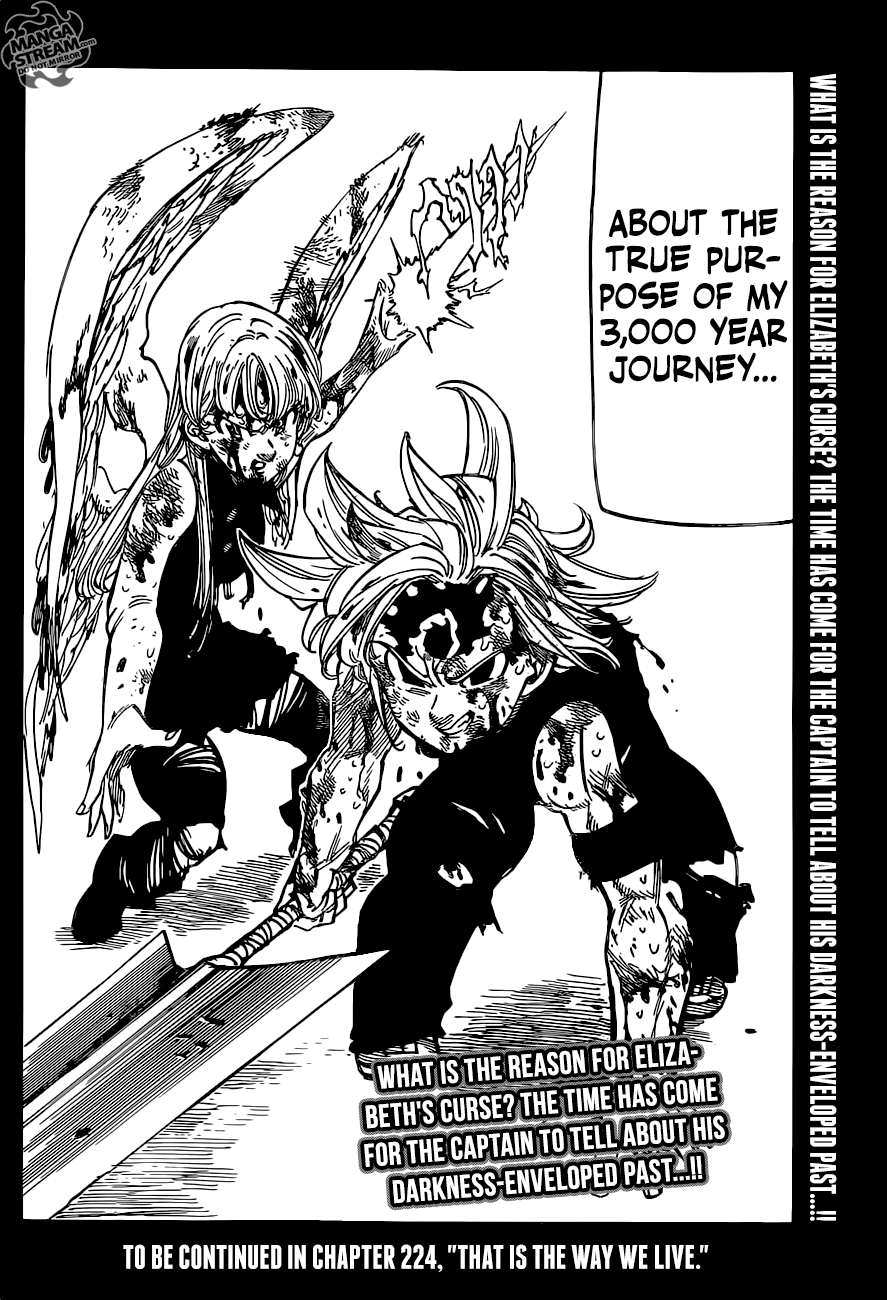 MANGA
STREAM.com
DO NOT MIRROR
ABOUT THE
TRUE PUR-
POSE OF MY
3,000 YEAR
JOURNEY...
WHAT IS THE REASON FOR ELIZABETH'S CURSE? THE TIME HAS COME FOR THE CAPTAIN TO TELL ABOUT HIS DARKNESS-ENVELOPED PAST...!!
WHAT IS THE REASON FOR ELIZA-
BETH'S CURSE? THE TIME HAS COME
FOR THE CAPTAIN TO TELL ABOUT HIS
DARKNESS-ENVELOPED PAST...!!
TO BE CONTINUED IN CHAPTER 224, "THAT IS THE WAY WE LIVE."